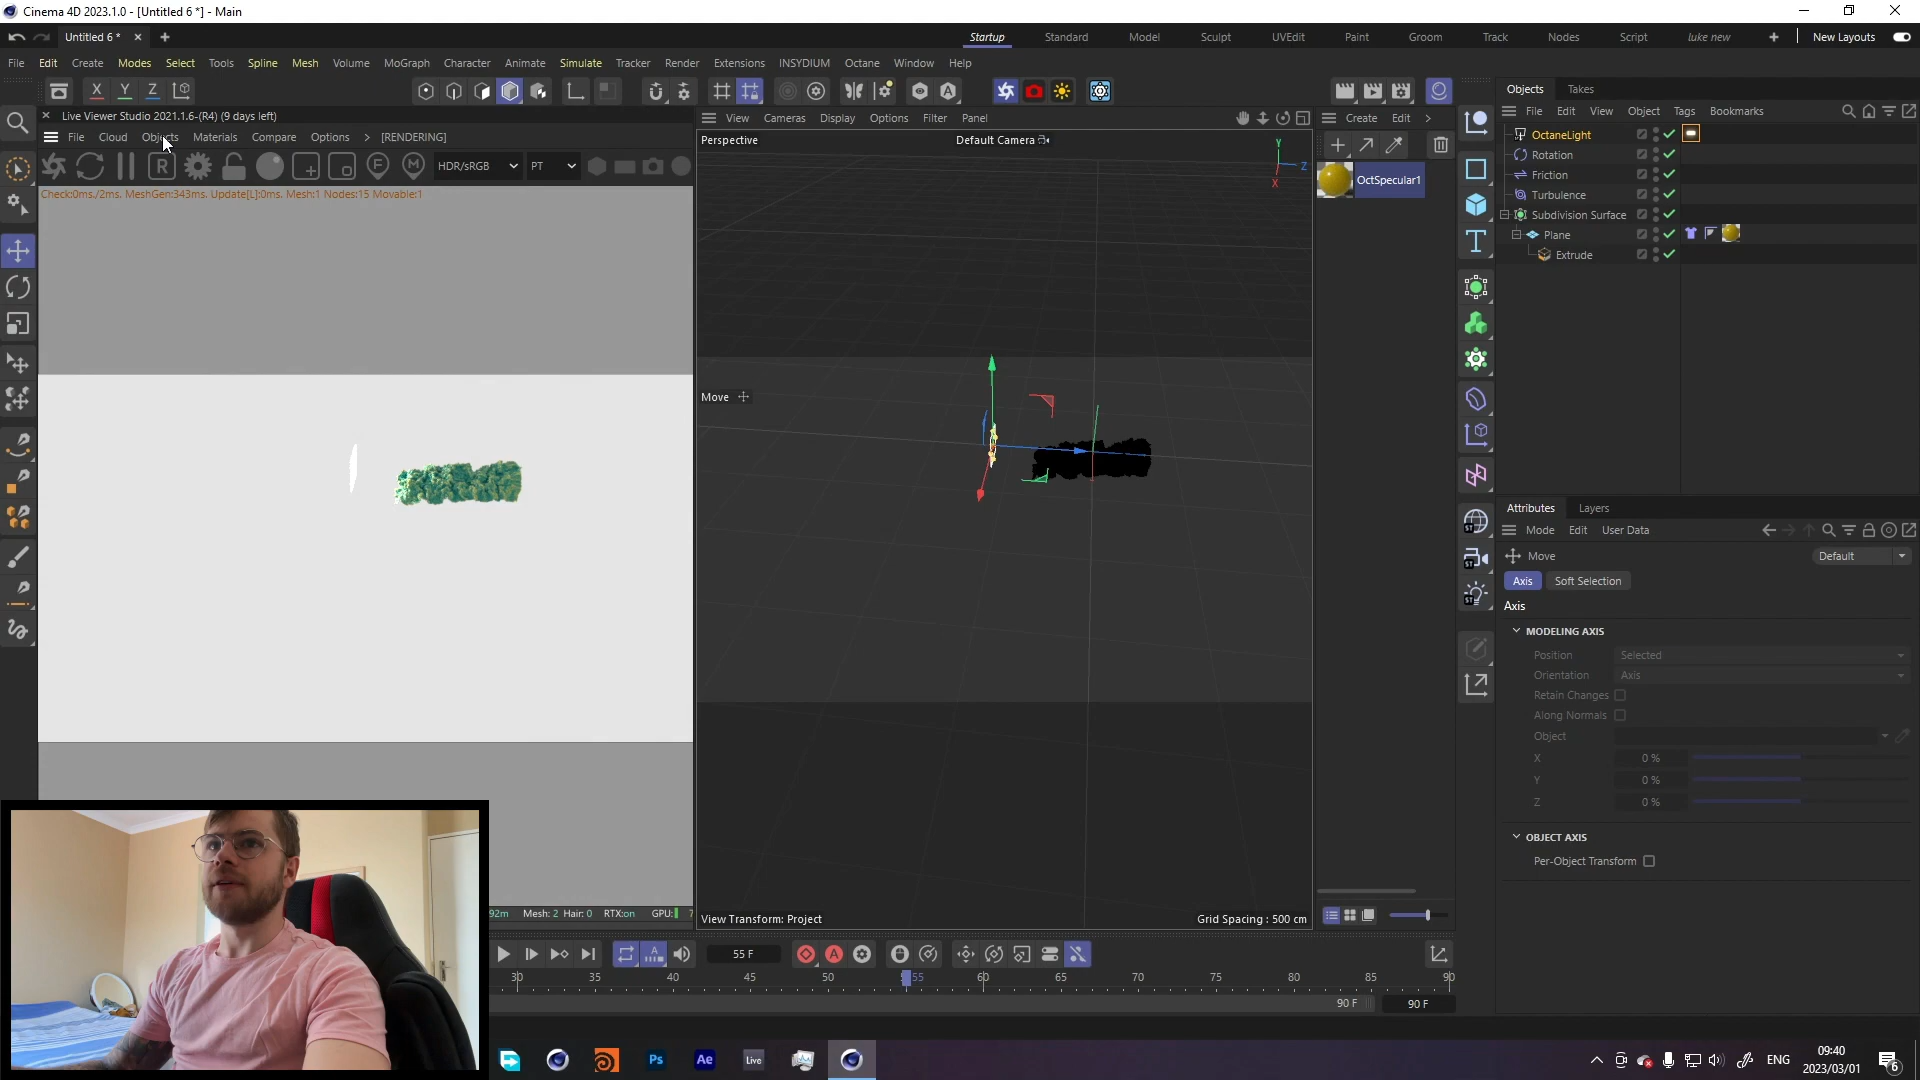 Cinema 4D 2023.1.0 - [Untitled 6 *] - Main
Untitled 6 *
Startup Standard Model Sculpt UVEdit Paint Groom Track Nodes Script luke new New Layouts
File Edit Create Modes Select Tools Spline Mesh Volume MoGraph Character Animate Simulate Tracker Render Extensions INSYDIUM Octane Window Help
X Y Z
Live Viewer Studio 2021.1.6-(R4) (9 days left)
File Cloud Objects Materials Compare Options > [RENDERING]
HDR/sRGB PT
Check:0ms./2ms. MeshGen:343ms. Update[L]:0ms. Mesh:1 Nodes:15 Movable:1
View Cameras Display Options Filter Panel
Perspective
Default Camera
Y
Z
X
Move
View Transform: Project
Grid Spacing : 500 cm
Create Edit
OctSpecular1
Objects Takes
File Edit View Object Tags Bookmarks
OctaneLight
Rotation
Friction
Turbulence
Subdivision Surface
Plane
Extrude
Attributes Layers
Mode Edit User Data
Move
Default
Axis Soft Selection
Axis
MODELING AXIS
Position Selected
Orientation Axis
Retain Changes
Along Normals
Object
X 0 %
Y 0 %
Z 0 %
OBJECT AXIS
Per-Object Transform
92m Mesh: 2 Hair: 0 RTX:on GPU:
55 F
30 35 40 45 50 55 60 65 70 75 80 85 90
90 F 90 F
Ps Ae Live
ENG
09:40
2023/03/01
6